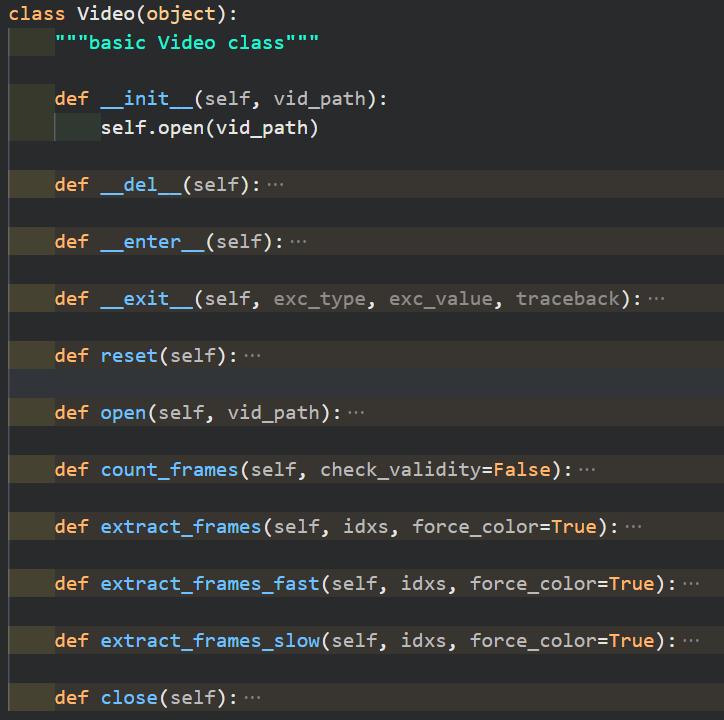 class Video(object):
    """basic Video class"""
    def __init__(self, vid_path):
        self.open(vid_path)
    def __del__(self):···
    def __enter__(self):···
    def __exit__(self, exc_type, exc_value, traceback):···
    def reset(self):···
    def open(self, vid_path):···
    def count_frames(self, check_validity=False):···
    def extract_frames(self, idxs, force_color=True):···
    def extract_frames_fast(self, idxs, force_color=True):···
    def extract_frames_slow(self, idxs, force_color=True):···
    def close(self):···